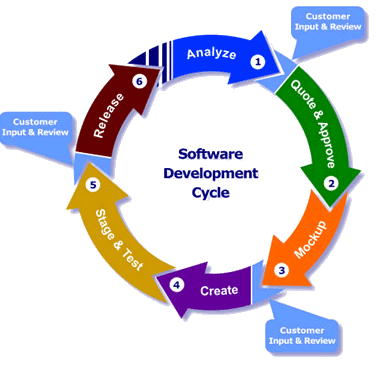 Customer
Input & Review
Analyze
1
Quote & Approve
2
Mockup
3
Customer
Input & Review
Create
4
Stage & Test
5
Customer
Input & Review
Release
6
Software
Development
Cycle